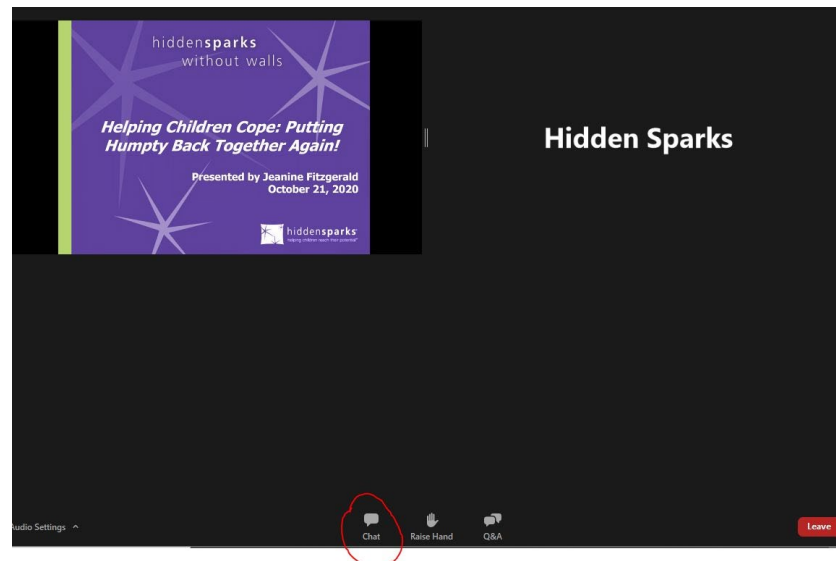 hiddensparks
without walls
Helping Children Cope: Putting
Humpty Back Together Again!
Presented by Jeanine Fitzgerald
October 21, 2020
hiddensparks
helping children reach their potential
Hidden Sparks
Audio Settings
Chat
Raise Hand
Q&A
Leave